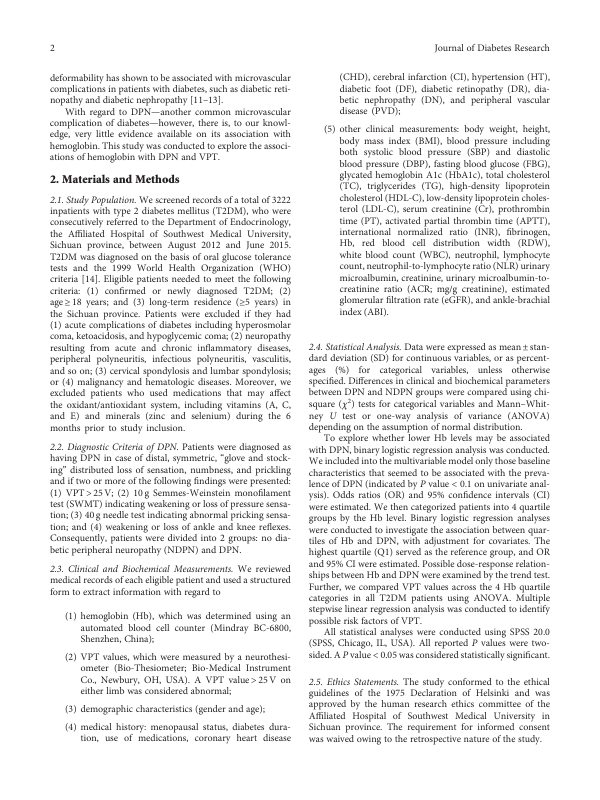 2
Journal of Diabetes Research
deformability has shown to be associated with microvascular
complications in patients with diabetes, such as diabetic reti-
nopathy and diabetic nephropathy [11–13].
With regard to DPN—another common microvascular
complication of diabetes—however, there is, to our knowl-
edge, very little evidence available on its association with
hemoglobin. This study was conducted to explore the associ-
ations of hemoglobin with DPN and VPT.
2. Materials and Methods
2.1. Study Population. We screened records of a total of 3222
inpatients with type 2 diabetes mellitus (T2DM), who were
consecutively referred to the Department of Endocrinology,
the Affiliated Hospital of Southwest Medical University,
Sichuan province, between August 2012 and June 2015.
T2DM was diagnosed on the basis of oral glucose tolerance
tests and the 1999 World Health Organization (WHO)
criteria [14]. Eligible patients needed to meet the following
criteria: (1) confirmed or newly diagnosed T2DM; (2)
age ≥ 18 years; and (3) long-term residence (≥5 years) in
the Sichuan province. Patients were excluded if they had
(1) acute complications of diabetes including hyperosmolar
coma, ketoacidosis, and hypoglycemic coma; (2) neuropathy
resulting from acute and chronic inflammatory diseases,
peripheral polyneuritis, infectious polyneuritis, vasculitis,
and so on; (3) cervical spondylosis and lumbar spondylosis;
or (4) malignancy and hematologic diseases. Moreover, we
excluded patients who used medications that may affect
the oxidant/antioxidant system, including vitamins (A, C,
and E) and minerals (zinc and selenium) during the 6
months prior to study inclusion.
2.2. Diagnostic Criteria of DPN. Patients were diagnosed as
having DPN in case of distal, symmetric, “glove and stock-
ing” distributed loss of sensation, numbness, and prickling
and if two or more of the following findings were presented:
(1) VPT > 25 V; (2) 10 g Semmes-Weinstein monofilament
test (SWMT) indicating weakening or loss of pressure sensa-
tion; (3) 40 g needle test indicating abnormal pricking sensa-
tion; and (4) weakening or loss of ankle and knee reflexes.
Consequently, patients were divided into 2 groups: no dia-
betic peripheral neuropathy (NDPN) and DPN.
2.3. Clinical and Biochemical Measurements. We reviewed
medical records of each eligible patient and used a structured
form to extract information with regard to
(1) hemoglobin (Hb), which was determined using an
automated blood cell counter (Mindray BC-6800,
Shenzhen, China);
(2) VPT values, which were measured by a neurothesi-
ometer (Bio-Thesiometer; Bio-Medical Instrument
Co., Newbury, OH, USA). A VPT value > 25 V on
either limb was considered abnormal;
(3) demographic characteristics (gender and age);
(4) medical history: menopausal status, diabetes dura-
tion, use of medications, coronary heart disease
(CHD), cerebral infarction (CI), hypertension (HT),
diabetic foot (DF), diabetic retinopathy (DR), dia-
betic nephropathy (DN), and peripheral vascular
disease (PVD);
(5) other clinical measurements: body weight, height,
body mass index (BMI), blood pressure including
both systolic blood pressure (SBP) and diastolic
blood pressure (DBP), fasting blood glucose (FBG),
glycated hemoglobin A1c (HbA1c), total cholesterol
(TC), triglycerides (TG), high-density lipoprotein
cholesterol (HDL-C), low-density lipoprotein choles-
terol (LDL-C), serum creatinine (Cr), prothrombin
time (PT), activated partial thrombin time (APTT),
international normalized ratio (INR), fibrinogen,
Hb, red blood cell distribution width (RDW),
white blood count (WBC), neutrophil, lymphocyte
count, neutrophil-to-lymphocyte ratio (NLR) urinary
microalbumin, creatinine, urinary microalbumin-to-
creatinine ratio (ACR; mg/g creatinine), estimated
glomerular filtration rate (eGFR), and ankle-brachial
index (ABI).
2.4. Statistical Analysis. Data were expressed as mean ± stan-
dard deviation (SD) for continuous variables, or as percent-
ages (%) for categorical variables, unless otherwise
specified. Differences in clinical and biochemical parameters
between DPN and NDPN groups were compared using chi-
square (χ²) tests for categorical variables and Mann–Whit-
ney U test or one-way analysis of variance (ANOVA)
depending on the assumption of normal distribution.
To explore whether lower Hb levels may be associated
with DPN, binary logistic regression analysis was conducted.
We included into the multivariable model only those baseline
characteristics that seemed to be associated with the preva-
lence of DPN (indicated by P value < 0.1 on univariate anal-
ysis). Odds ratios (OR) and 95% confidence intervals (CI)
were estimated. We then categorized patients into 4 quartile
groups by the Hb level. Binary logistic regression analyses
were conducted to investigate the association between quar-
tiles of Hb and DPN, with adjustment for covariates. The
highest quartile (Q1) served as the reference group, and OR
and 95% CI were estimated. Possible dose-response relation-
ships between Hb and DPN were examined by the trend test.
Further, we compared VPT values across the 4 Hb quartile
categories in all T2DM patients using ANOVA. Multiple
stepwise linear regression analysis was conducted to identify
possible risk factors of VPT.
All statistical analyses were conducted using SPSS 20.0
(SPSS, Chicago, IL, USA). All reported P values were two-
sided. A P value < 0.05 was considered statistically significant.
2.5. Ethics Statements. The study conformed to the ethical
guidelines of the 1975 Declaration of Helsinki and was
approved by the human research ethics committee of the
Affiliated Hospital of Southwest Medical University in
Sichuan province. The requirement for informed consent
was waived owing to the retrospective nature of the study.